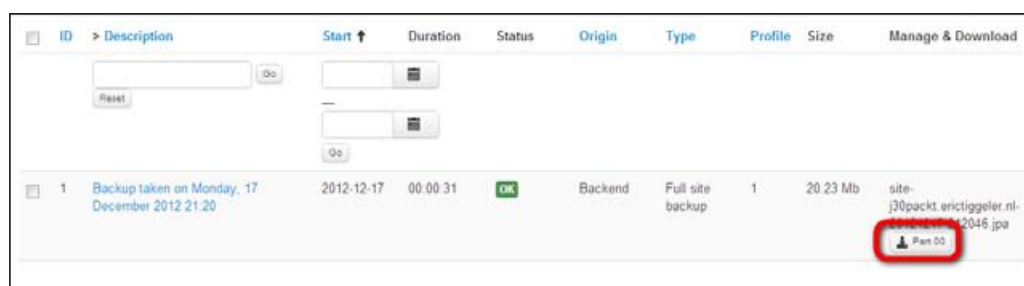 ID > Description Start Duration Status Origin Type Profile Size Manage & Download
Go
Reset
—
Go
1 Backup taken on Monday, 17 2012-12-17 00:00:31 OK Backend Full site 1 20.23 Mb site-
December 2012 21:20 backup j30packt.erictiggeler.nl-
2046.jpa
Part 00